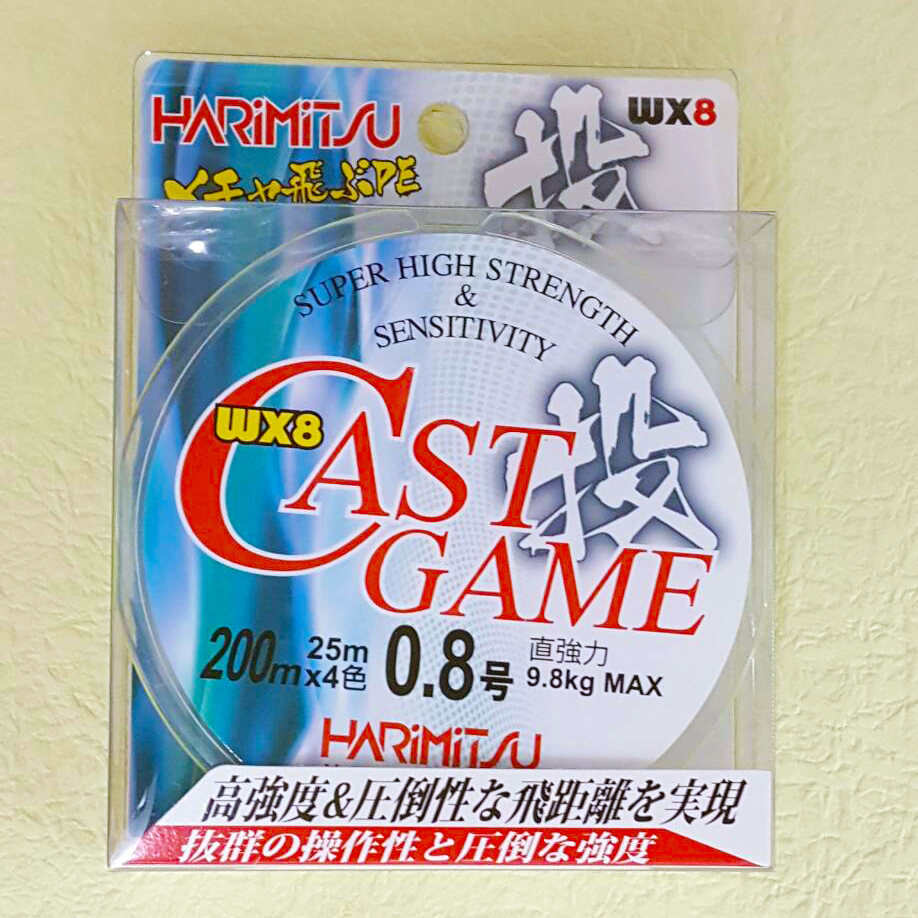 HARiMiTSU
WX8
メチャ飛ぶPE
投
SUPER HIGH STRENGTH
&
SENSITIVITY
WX8
CAST
投
GAME
200m
25m
x4色
0.8号
直強力
9.8kg MAX
HARiMiTSU
高強度&圧倒性な飛距離を実現
抜群の操作性と圧倒な強度